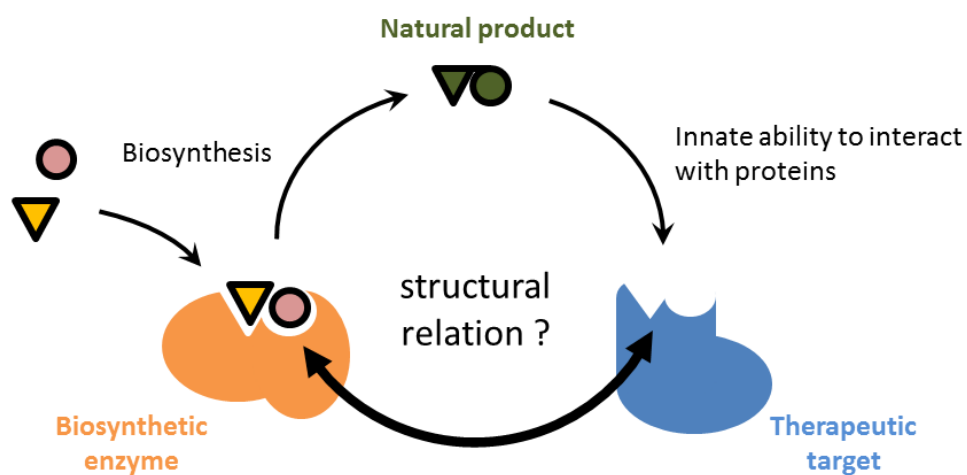 Natural product
Biosynthesis
Innate ability to interact
with proteins
structural
relation ?
Biosynthetic
enzyme
Therapeutic
target